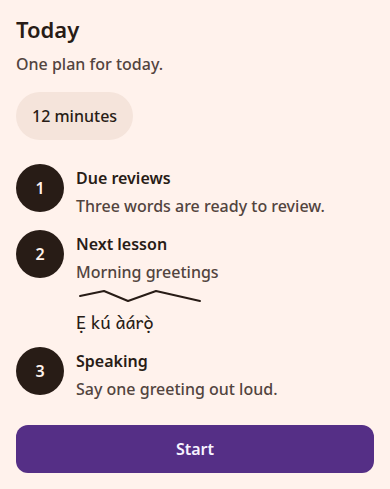 Today
One plan for today.
12 minutes
1
Due reviews
Three words are ready to review.
2
Next lesson
Morning greetings
Ẹ kú àárọ̀
3
Speaking
Say one greeting out loud.
Start